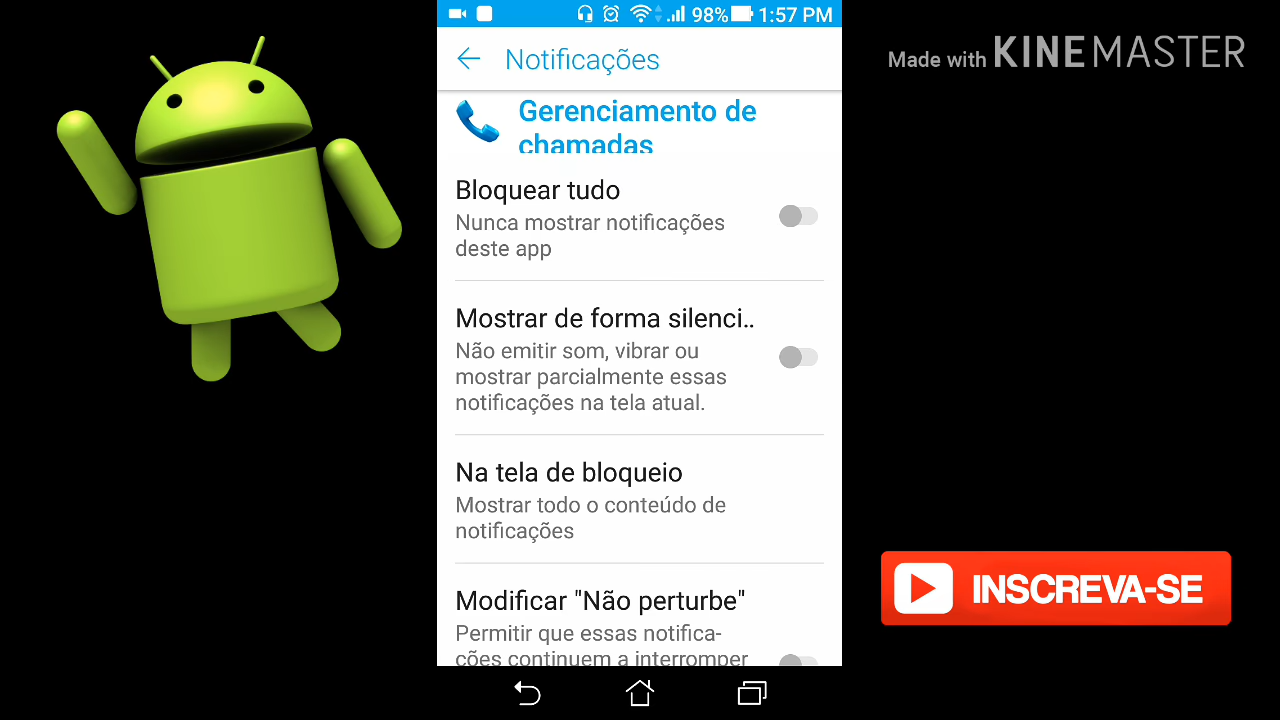 98% 1:57 PM
Made with KINEMASTER
Notificações
Gerenciamento de
chamadas
Bloquear tudo
Nunca mostrar notificações
deste app
Mostrar de forma silenci..
Não emitir som, vibrar ou
mostrar parcialmente essas
notificações na tela atual.
Na tela de bloqueio
Mostrar todo o conteúdo de
notificações
Modificar "Não perturbe"
Permitir que essas notifica-
ções continuem a interromper
INSCREVA-SE